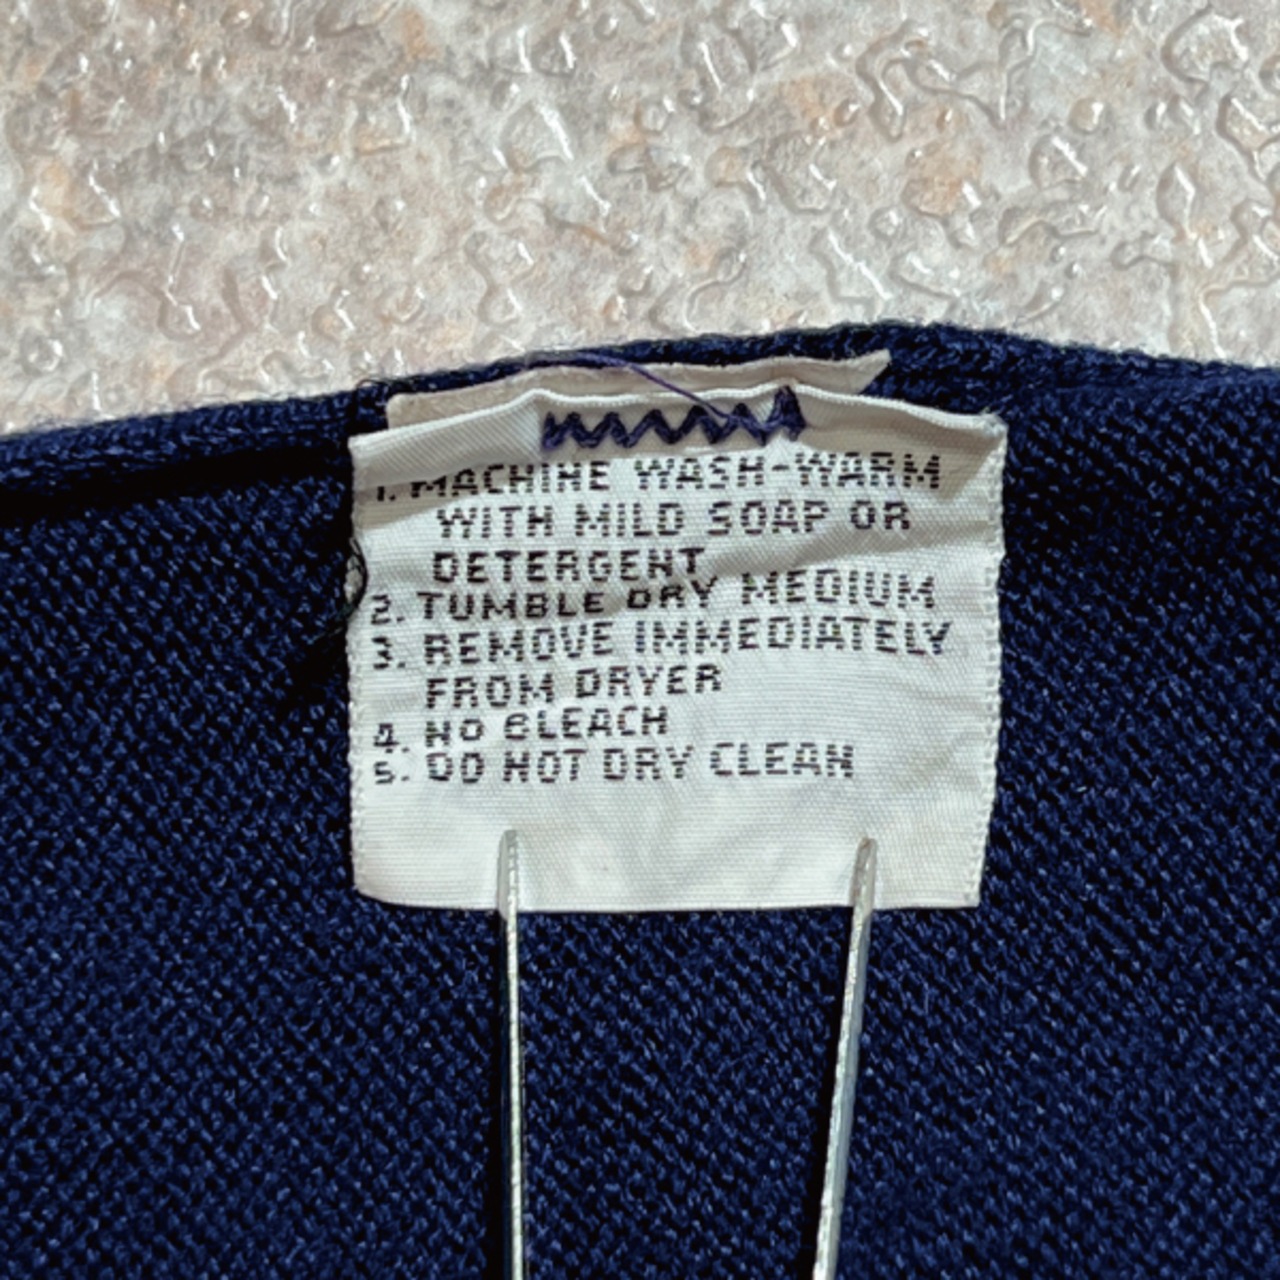 1. MACHINE WASH-WARM
WITH MILD SOAP OR
DETERGENT
2. TUMBLE DRY MEDIUM
3. REMOVE IMMEDIATELY
FROM DRYER
4. NO BLEACH
5. DO NOT DRY CLEAN